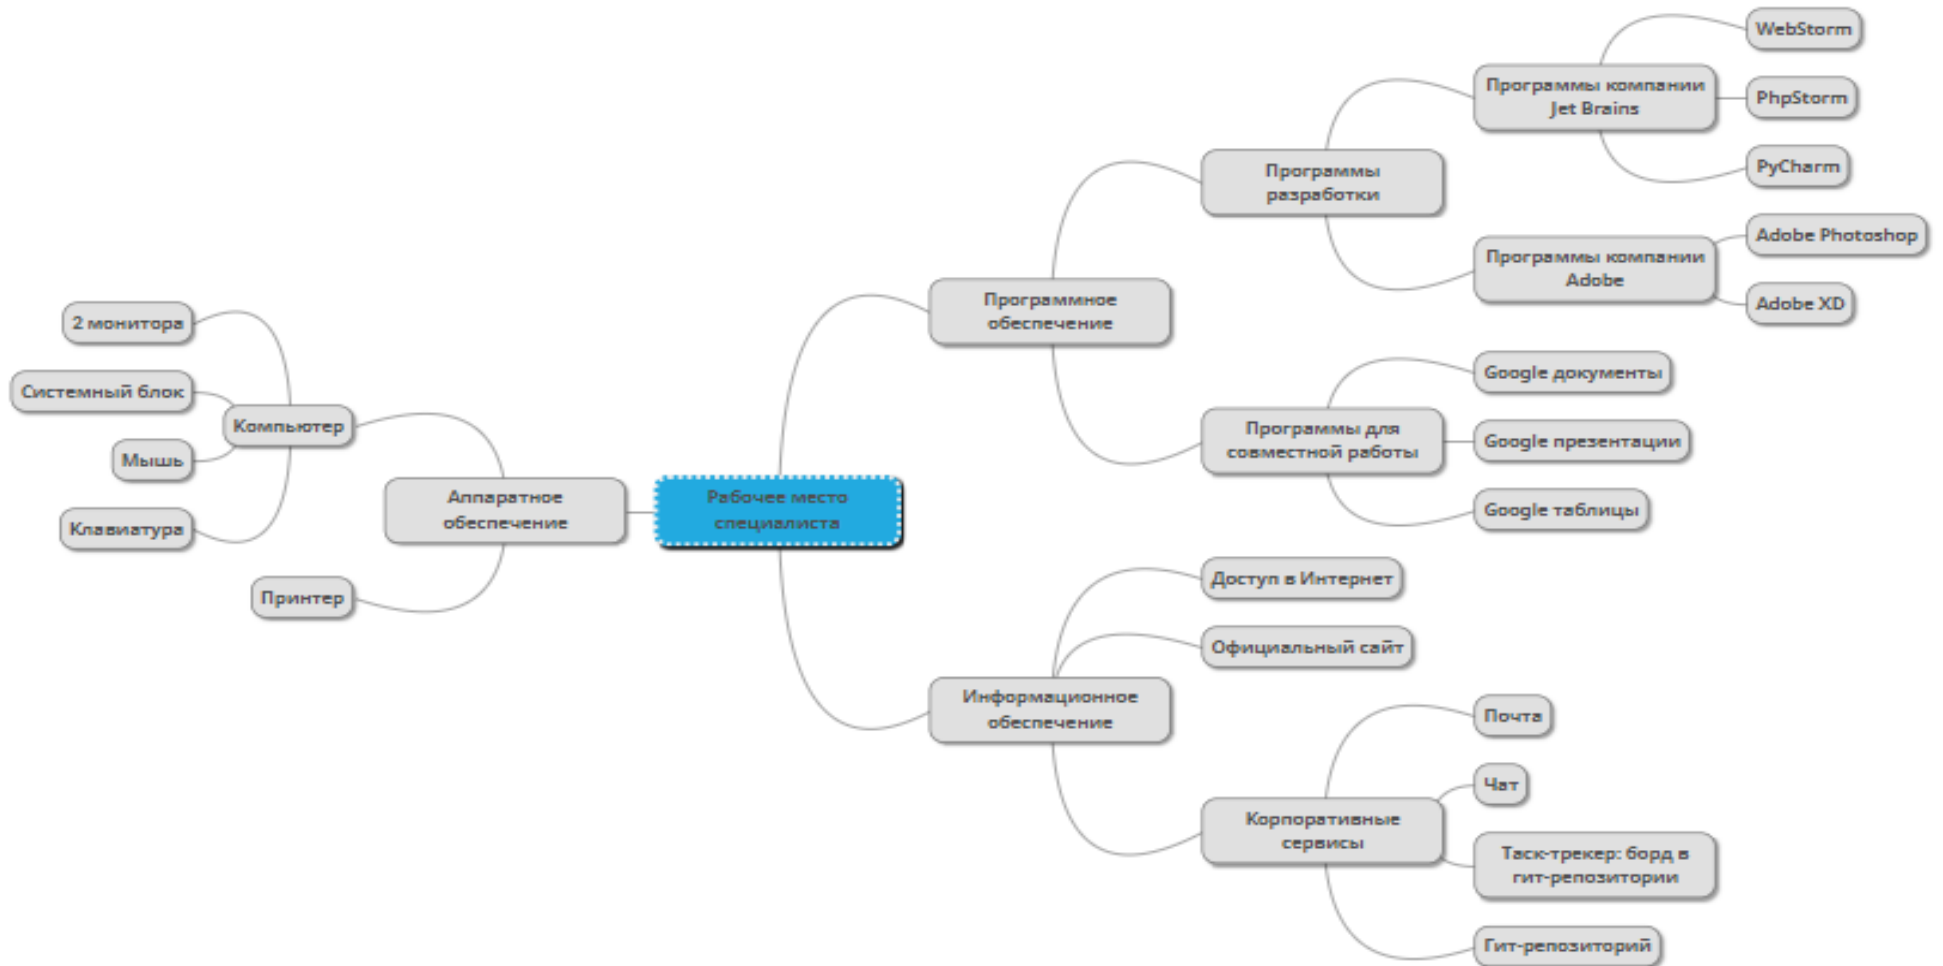 WebStorm
Программы компании
Jet Brains
PhpStorm
PyCharm
Программы
разработки
Adobe Photoshop
Программы компании
Adobe
Adobe XD
Программное
обеспечение
Google документы
Программы для
совместной работы
Google презентации
Google таблицы
2 монитора
Системный блок
Компьютер
Мышь
Клавиатура
Аппаратное
обеспечение
Принтер
Рабочее место
специалиста
Доступ в Интернет
Официальный сайт
Информационное
обеспечение
Почта
Чат
Корпоративные
сервисы
Таск-трекер: борд в
гит-репозитории
Гит-репозиторий